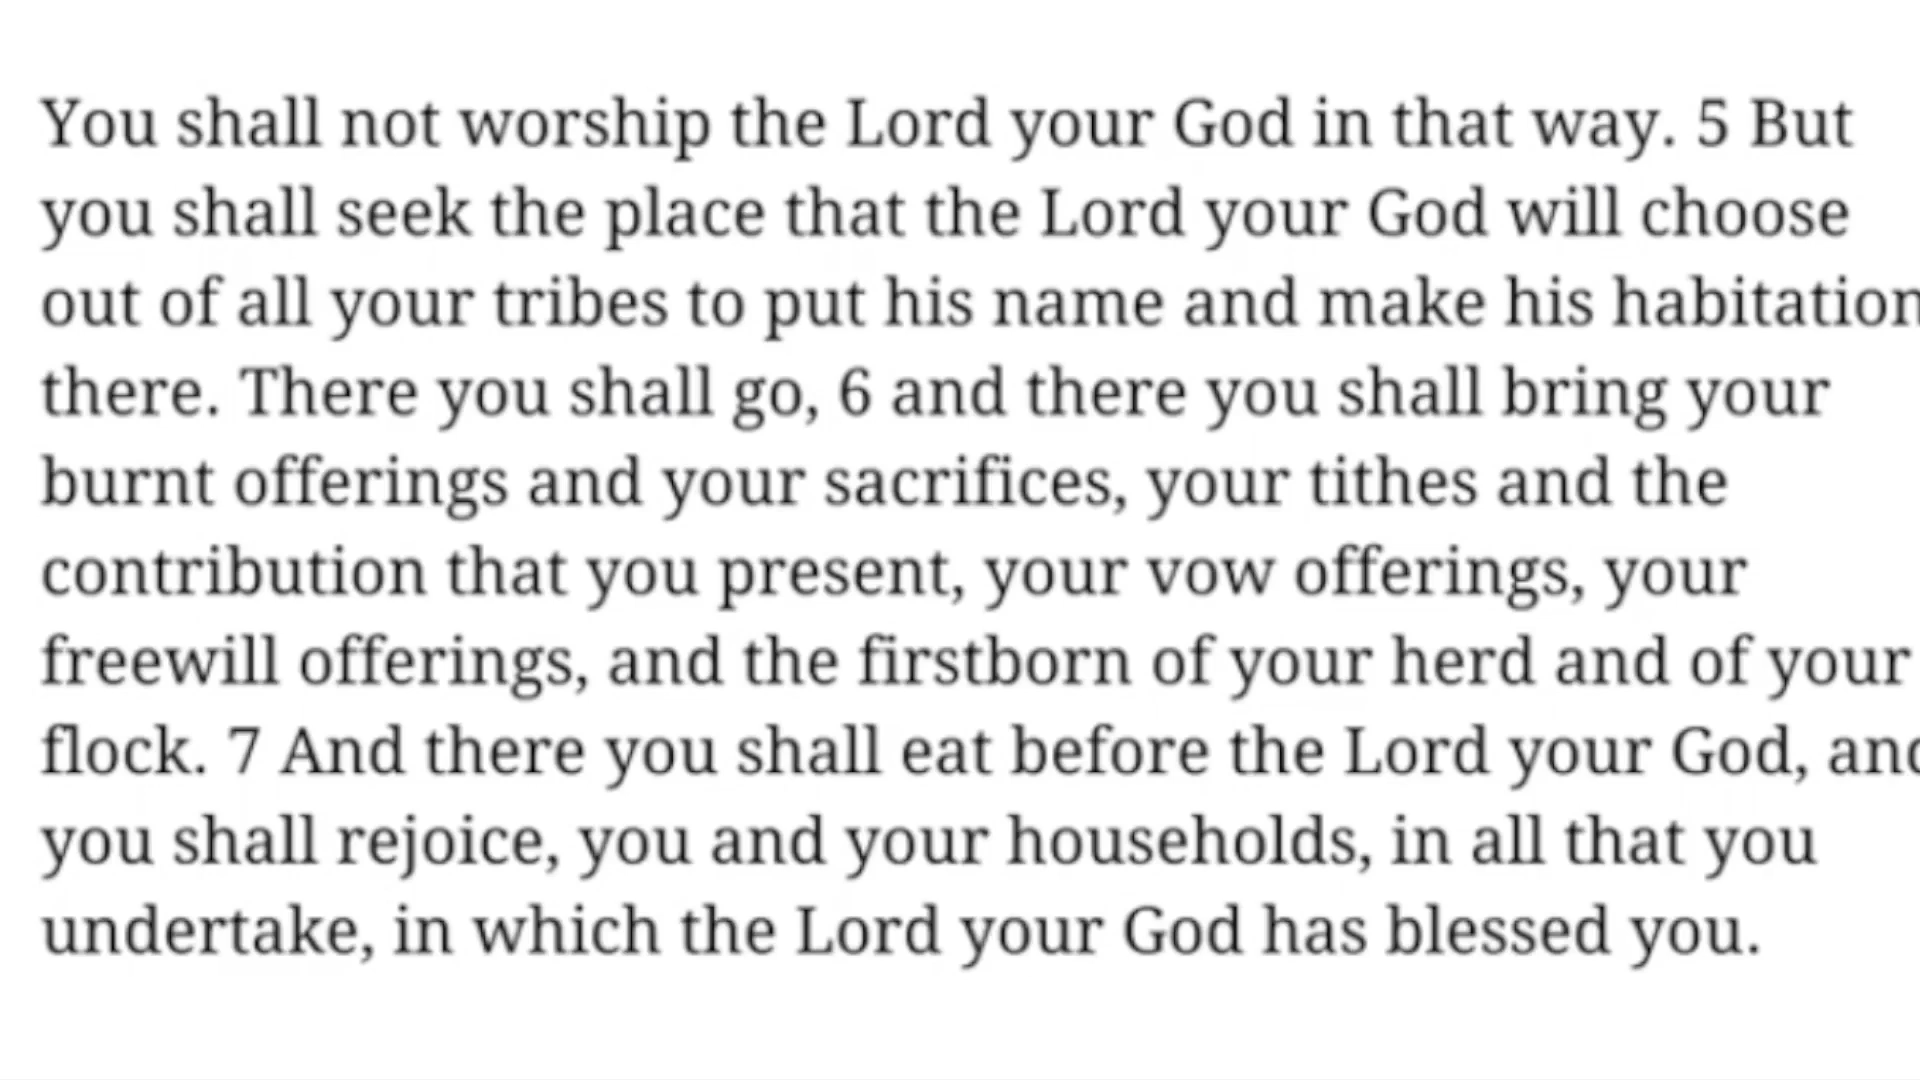 You shall not worship the Lord your God in that way. 5 But
you shall seek the place that the Lord your God will choose
out of all your tribes to put his name and make his habitation
there. There you shall go, 6 and there you shall bring your
burnt offerings and your sacrifices, your tithes and the
contribution that you present, your vow offerings, your
freewill offerings, and the firstborn of your herd and of your
flock. 7 And there you shall eat before the Lord your God, and
you shall rejoice, you and your households, in all that you
undertake, in which the Lord your God has blessed you.